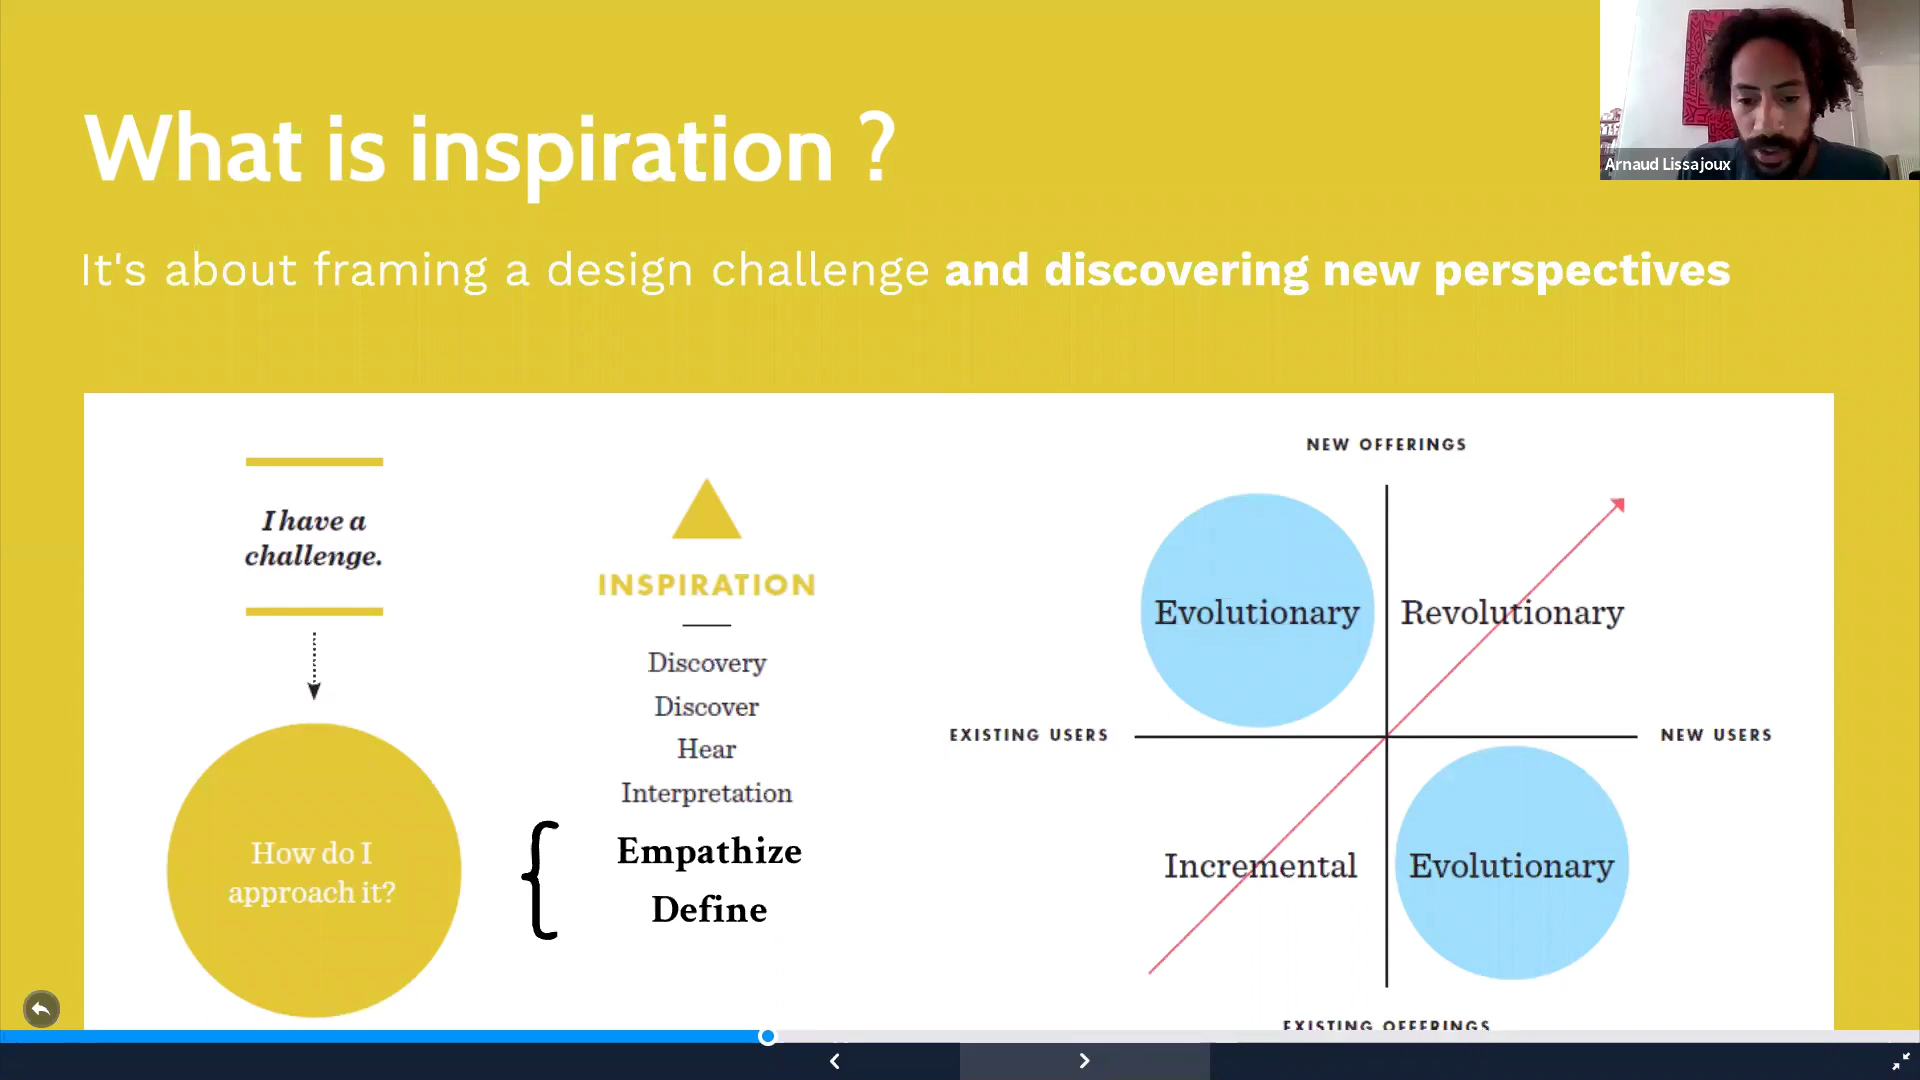 What is inspiration ?
Arnaud Lissajoux
It's about framing a design challenge and discovering new perspectives
I have a
challenge.
How do I
approach it?
INSPIRATION
Discovery
Discover
Hear
Interpretation
Empathize
Define
NEW OFFERINGS
Evolutionary
Revolutionary
EXISTING USERS
NEW USERS
Incremental
Evolutionary
EXISTING OFFERINGS